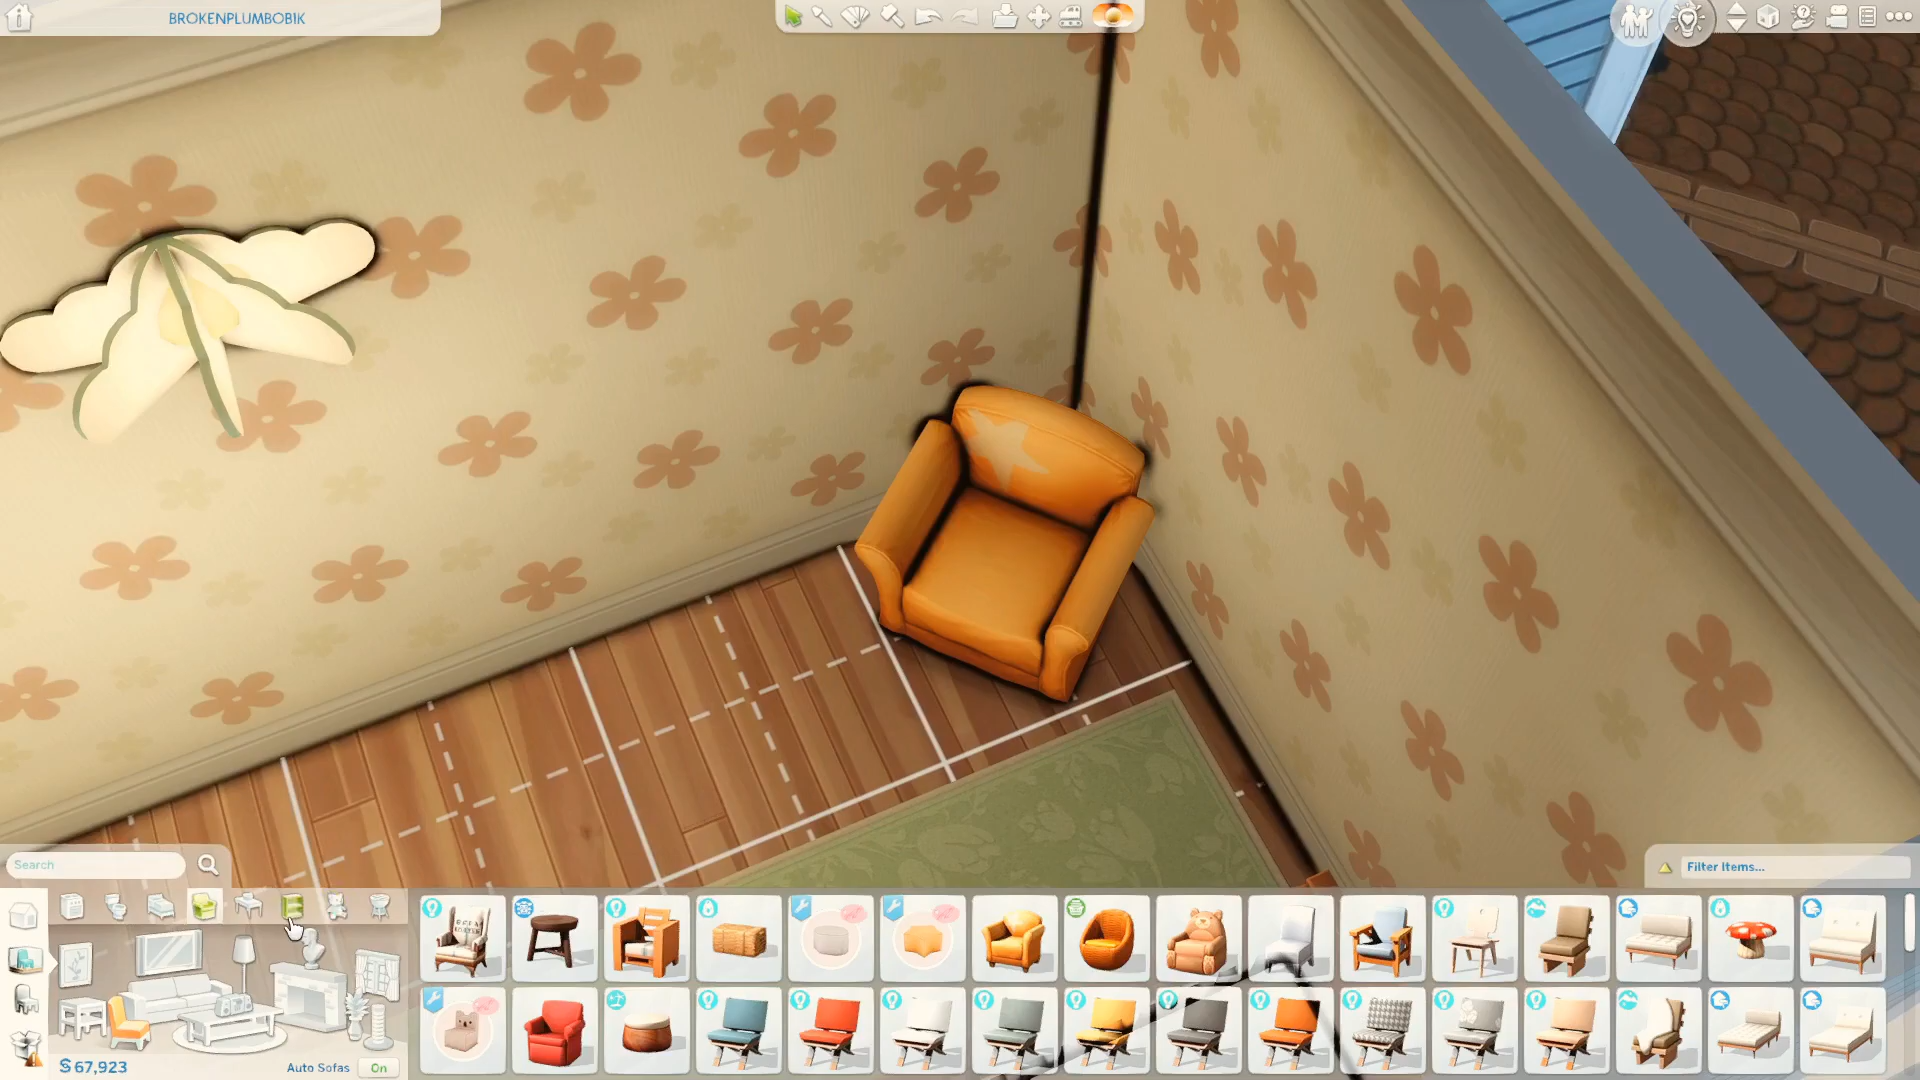 BROKENPLUMBOBIK
Search
Filter Items...
§67,923
Auto Sofas
On